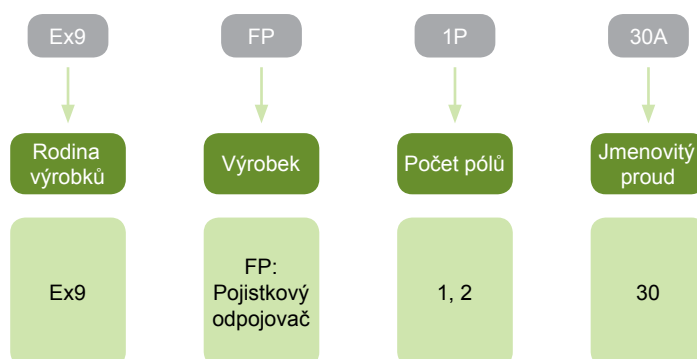 Ex9
FP
1P
30A
Rodina
výrobků
Výrobek
Počet pólů
Jmenovitý
proud
Ex9
FP:
Pojistkový
odpojovač
1, 2
30